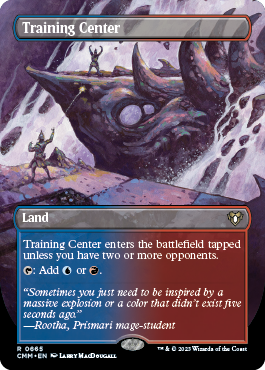 Training Center
Land
Training Center enters the battlefield tapped
unless you have two or more opponents.
: Add or .
“Sometimes you just need to be inspired by a
massive explosion or a color that didn’t exist five
seconds ago.”
—Rootha, Prismari mage-student
R 0665
CMM • EN LARRY MACDOUGALL
™ & © 2023 Wizards of the Coast